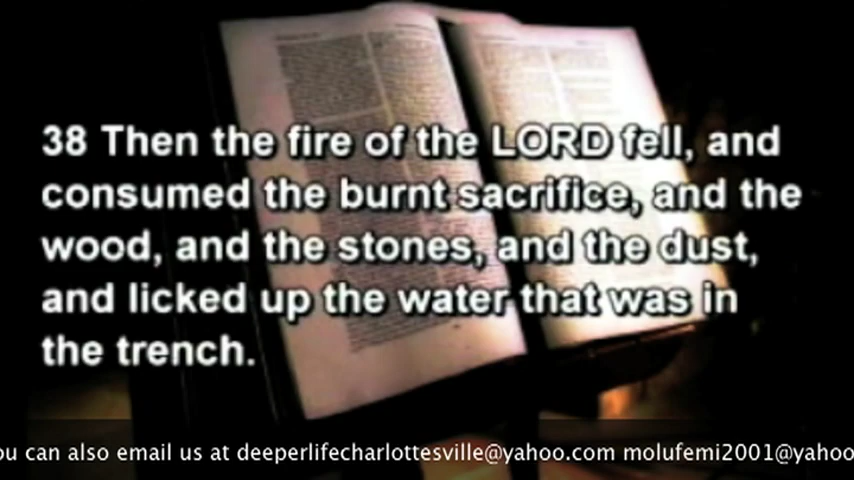 38 Then the fire of the LORD fell, and
consumed the burnt sacrifice, and the
wood, and the stones, and the dust,
and licked up the water that was in
the trench.
ou can also email us at deeperlifecharlottesville@yahoo.com molufemi2001@yahoo